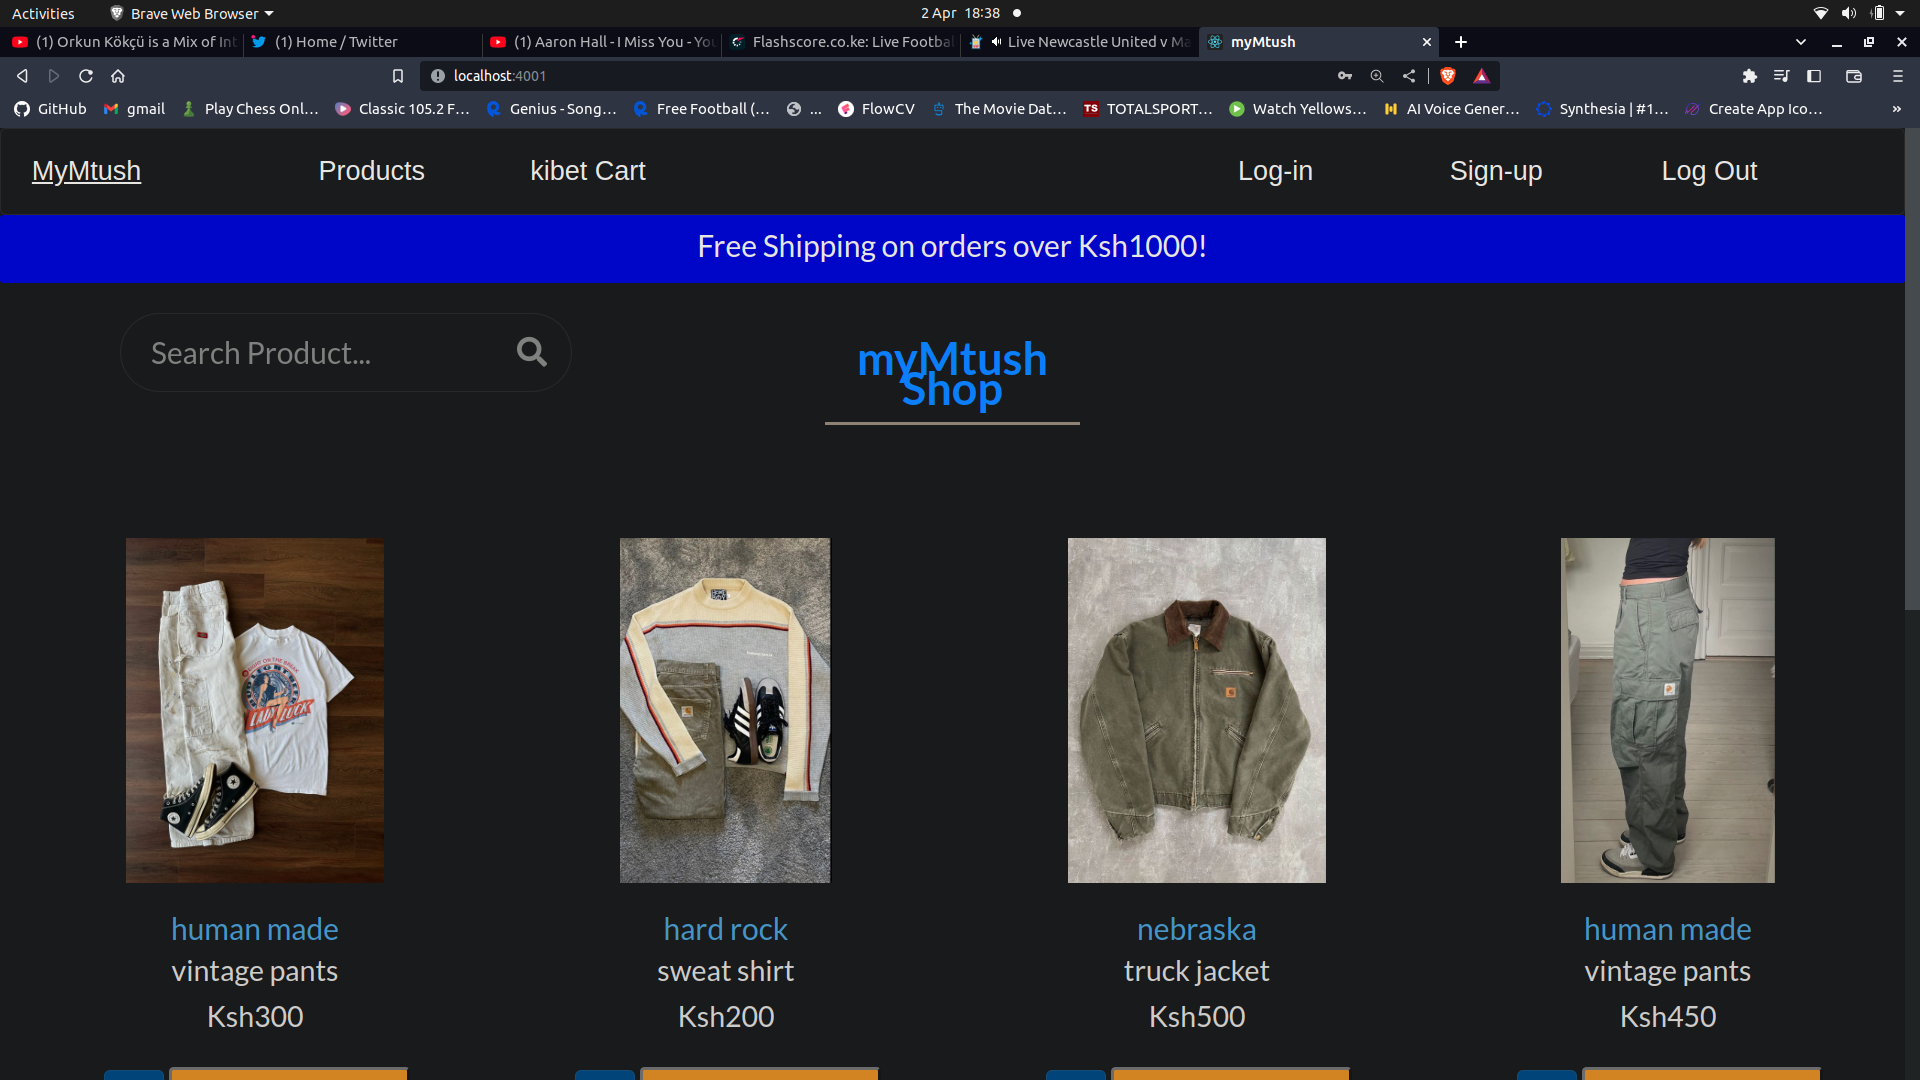 Activities Brave Web Browser 2 Apr 18:38
(1) Orkun Kökçü is a Mix of Int (1) Home / Twitter (1) Aaron Hall - I Miss You - You Flashscore.co.ke: Live Footbal Live Newcastle United v Ma myMtush
localhost:4001
GitHub gmail Play Chess Onl... Classic 105.2 F... Genius - Song... Free Football (... ... FlowCV The Movie Dat... TS TOTALSPORT... Watch Yellows... AI Voice Gener... Synthesia | #1... Create App Ico... »
MyMtush Products kibet Cart Log-in Sign-up Log Out
Free Shipping on orders over Ksh1000!
Search Product...
myMtush
Shop
LADY LUCK
human made hard rock nebraska human made
vintage pants sweat shirt truck jacket vintage pants
Ksh300 Ksh200 Ksh500 Ksh450